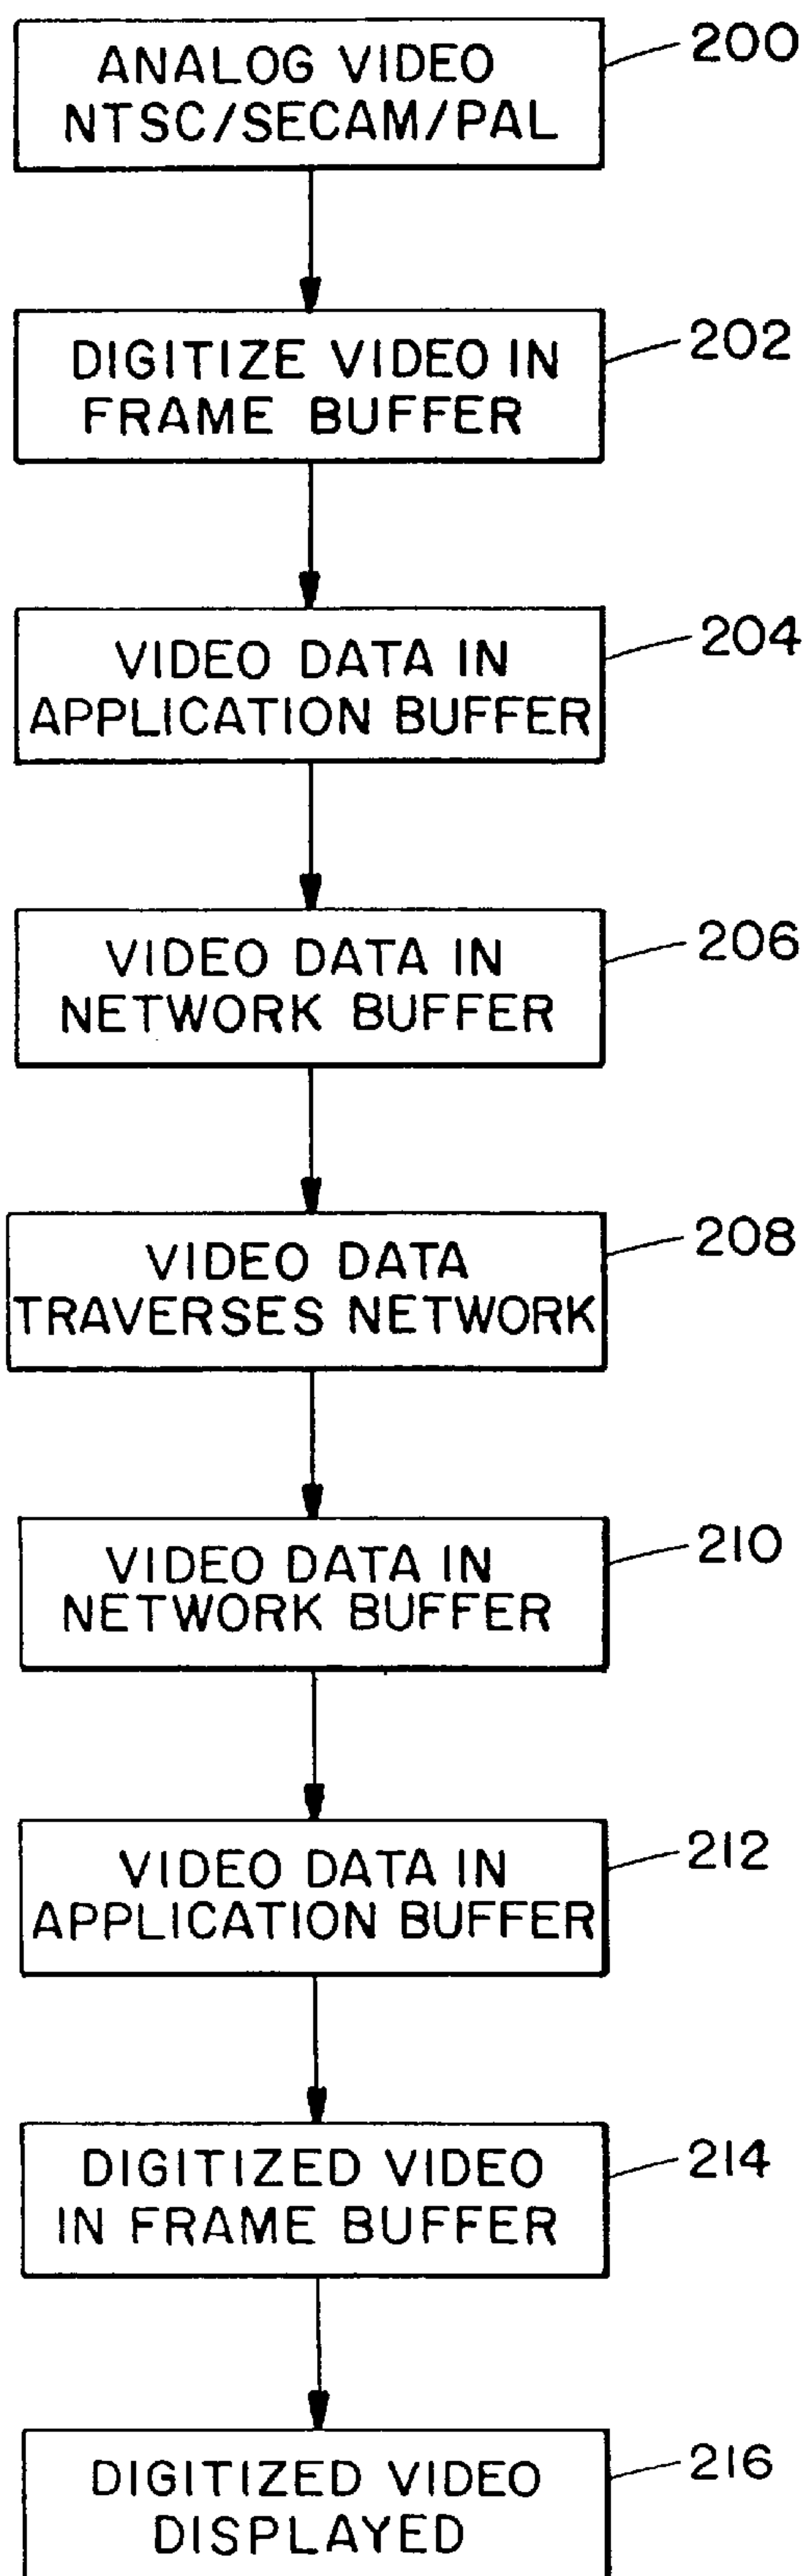 ANALOG VIDEO
NTSC/SECAM/PAL
200
DIGITIZE VIDEO IN
FRAME BUFFER
202
VIDEO DATA IN
APPLICATION BUFFER
204
VIDEO DATA IN
NETWORK BUFFER
206
VIDEO DATA
TRAVERSES NETWORK
208
VIDEO DATA IN
NETWORK BUFFER
210
VIDEO DATA IN
APPLICATION BUFFER
212
DIGITIZED VIDEO
IN FRAME BUFFER
214
DIGITIZED VIDEO
DISPLAYED
216